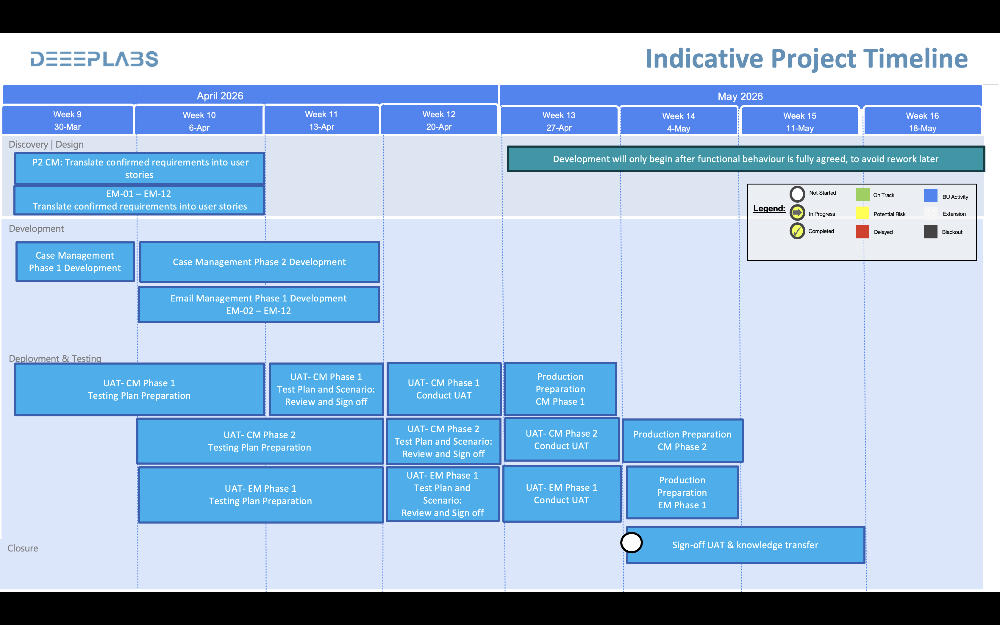 DEEEPLABS
Indicative Project Timeline
April 2026
May 2026
Week 9
30-Mar
Week 10
6-Apr
Week 11
13-Apr
Week 12
20-Apr
Week 13
27-Apr
Week 14
4-May
Week 15
11-May
Week 16
18-May
Discovery | Design
P2 CM: Translate confirmed requirements into user
stories
EM-01 – EM-12
Translate confirmed requirements into user stories
Development will only begin after functional behaviour is fully agreed, to avoid rework later
Legend:
Not Started
On Track
BU Activity
In Progress
Potential Risk
Extension
Completed
Delayed
Blackout
Development
Case Management
Phase 1 Development
Case Management Phase 2 Development
Email Management Phase 1 Development
EM-02 – EM-12
Deployment & Testing
UAT- CM Phase 1
Testing Plan Preparation
UAT- CM Phase 1
Test Plan and Scenario:
Review and Sign off
UAT- CM Phase 1
Conduct UAT
Production
Preparation
CM Phase 1
UAT- CM Phase 2
Testing Plan Preparation
UAT- CM Phase 2
Test Plan and Scenario:
Review and Sign off
UAT- CM Phase 2
Conduct UAT
Production Preparation
CM Phase 2
UAT- EM Phase 1
Testing Plan Preparation
UAT- EM Phase 1
Test Plan and
Scenario:
Review and Sign off
UAT- EM Phase 1
Conduct UAT
Production
Preparation
EM Phase 1
Closure
Sign-off UAT & knowledge transfer